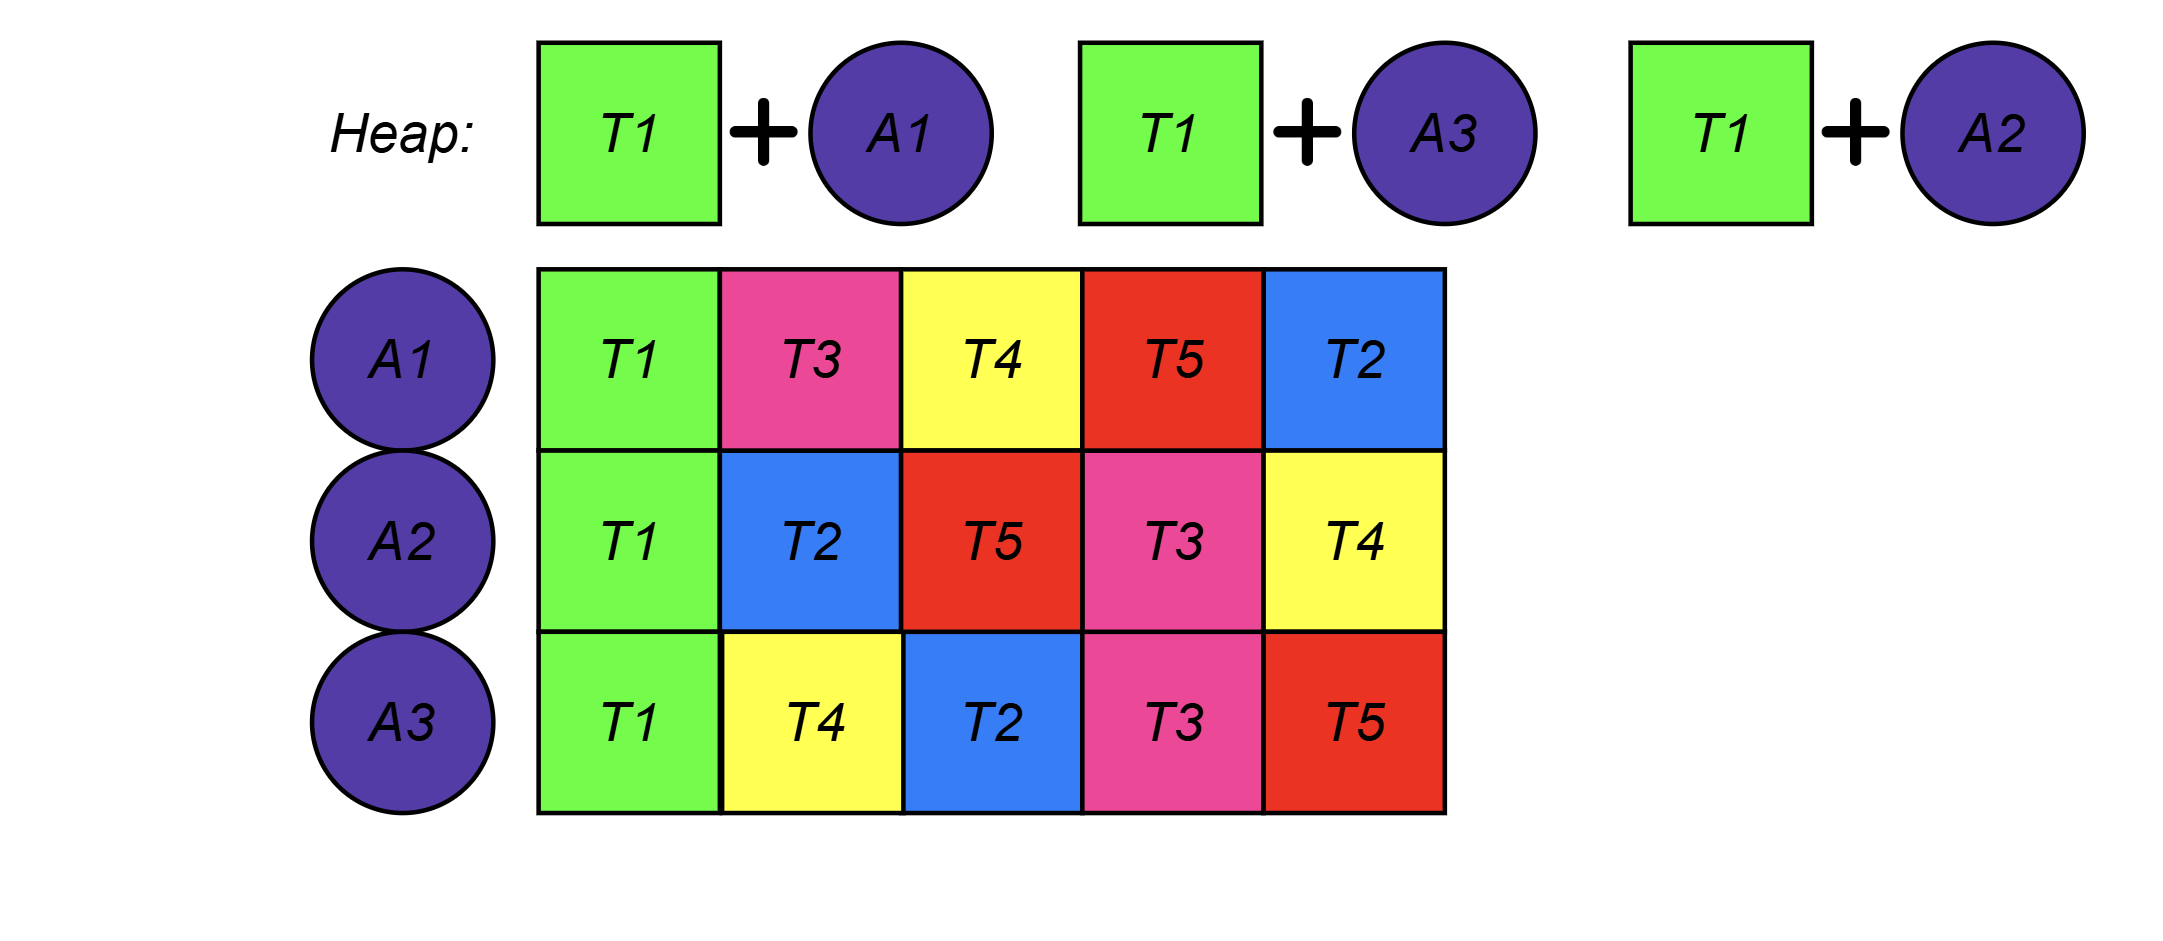 Heap: T1 + A1 T1 + A3 T1 + A2
A1 T1 T3 T4 T5 T2
A2 T1 T2 T5 T3 T4
A3 T1 T4 T2 T3 T5